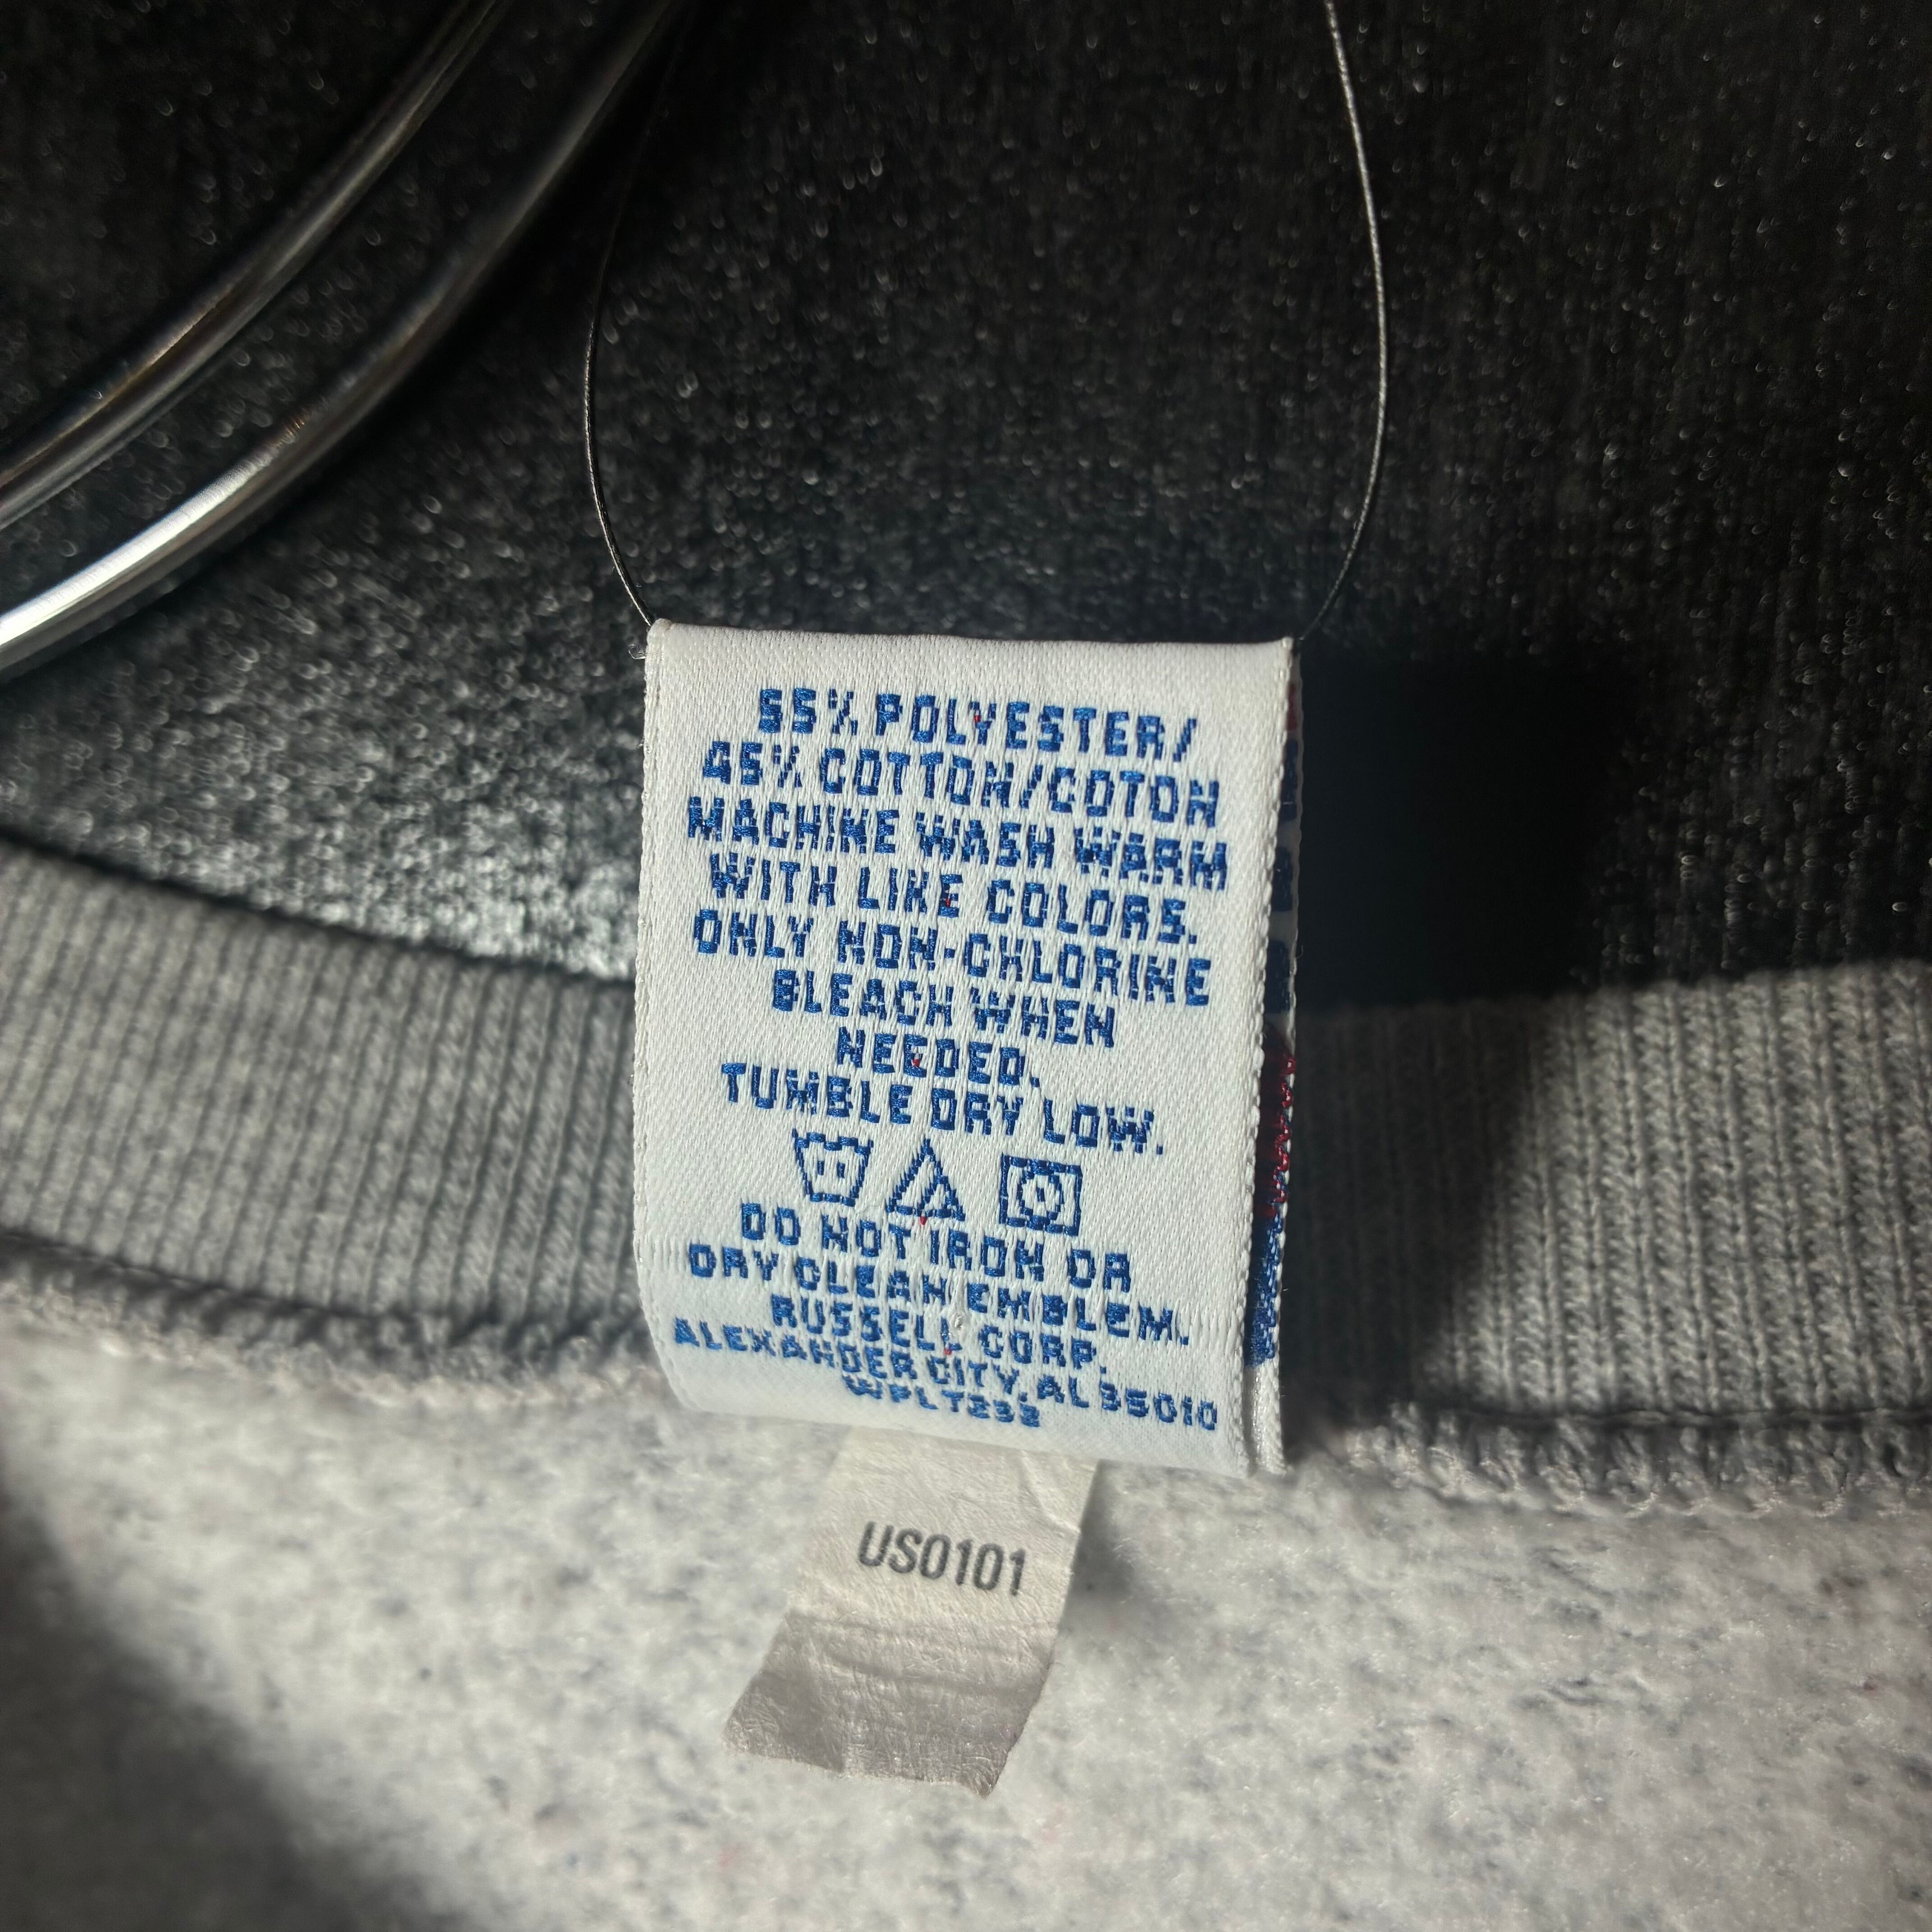 55% POLYESTER/
45% COTTON/COTON
MACHINE WASH WARM
WITH LIKE COLORS.
ONLY NON-CHLORINE
BLEACH WHEN
NEEDED.
TUMBLE DRY LOW.
DO NOT IRON OR
DRY CLEAN EMBLEM.
RUSSELL CORP.
ALEXANDER CITY, AL 35010
WPLT232
US0101